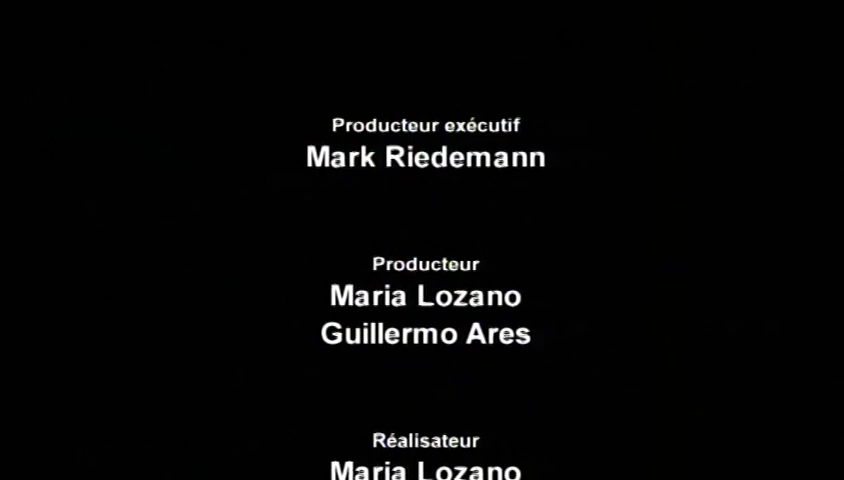 Producteur exécutif
Mark Riedemann
Producteur
Maria Lozano
Guillermo Ares
Réalisateur
Maria Lozano